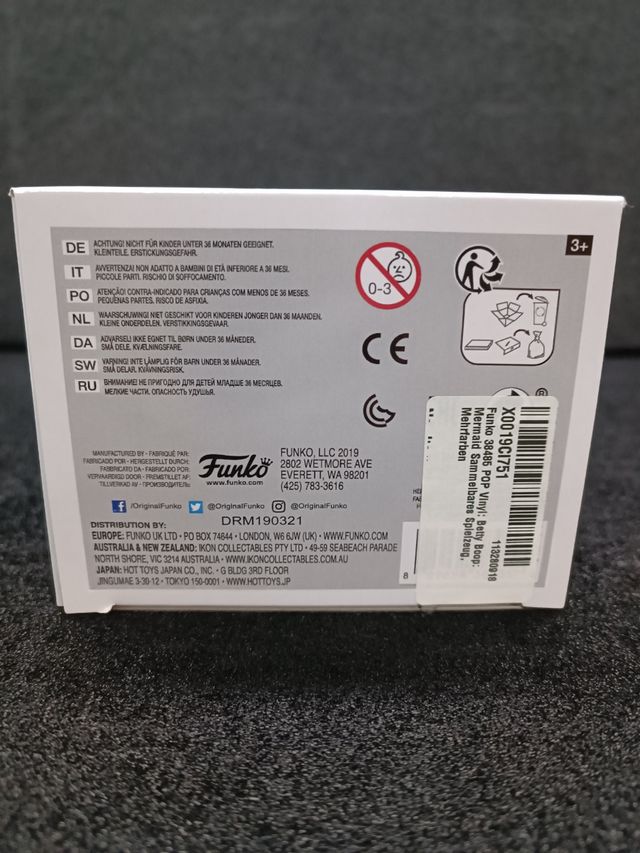 DE ACHTUNG! NICHT FÜR KINDER UNTER 36 MONATEN GEEIGNET.
KLEINTEILE. ERSTICKUNGSGEFAHR.
IT AVVERTENZA! NON ADATTO A BAMBINI DI ETÀ INFERIORE A 36 MESI.
PICCOLE PARTI. RISCHIO DI SOFFOCAMENTO.
PO ATENÇÃO! CONTRA-INDICADO PARA CRIANÇAS COM MENOS DE 36 MESES.
PEQUENAS PARTES. RISCO DE ASFIXIA.
NL WAARSCHUWING! NIET GESCHIKT VOOR KINDEREN JONGER DAN 36 MAANDEN.
KLEINE ONDERDELEN. VERSTIKKINGSGEVAAR.
DA ADVARSEL! IKKE EGNET TIL BØRN UNDER 36 MÅNEDER.
SMÅ DELE. KVÆLNINGSFARE.
SW VARNING! INTE LÄMPLIG FÖR BARN UNDER 36 MÅNADER.
SMÅ DELAR. KVÄVNINGSRISK.
RU ВНИМАНИЕ! НЕ ПРИГОДНО ДЛЯ ДЕТЕЙ МЛАДШЕ 36 МЕСЯЦЕВ.
МЕЛКИЕ ЧАСТИ. ОПАСНОСТЬ УДУШЬЯ.
0-3
CE
3+
MANUFACTURED BY • FABRIQUÉ PAR:
FABRICADO POR • HERGESTELLT DURCH:
FABBRICATO DA • FABRICADO POR:
VERVAARDIGD DOOR • FREMSTILLET AF:
TILLVERKAD AV • ПРОИЗВОДИТЕЛЬ:
Funko
www.funko.com
FUNKO, LLC 2019
2802 WETMORE AVE
EVERETT, WA 98201
(425) 783-3616
/OriginalFunko @OriginalFunko @OriginalFunko
DRM190321
DISTRIBUTION BY:
EUROPE: FUNKO UK LTD • PO BOX 74644 • LONDON, W6 6JW (UK) • WWW.FUNKO.COM
AUSTRALIA & NEW ZEALAND: IKON COLLECTABLES PTY LTD • 49-59 SEABEACH PARADE
NORTH SHORE, VIC 3214 AUSTRALIA • WWW.IKONCOLLECTABLES.COM.AU
JAPAN: HOT TOYS JAPAN CO., INC. • G BLDG 3RD FLOOR
JINGUMAE 3-39-12 • TOKYO 150-0001 • WWW.HOTTOYS.JP
®
8
X0019CI751
Funko 38485 POP Vinyl: Betty Boop:
Mermaid Sammelbares Spielzeug,
Mehrfarben
113280918